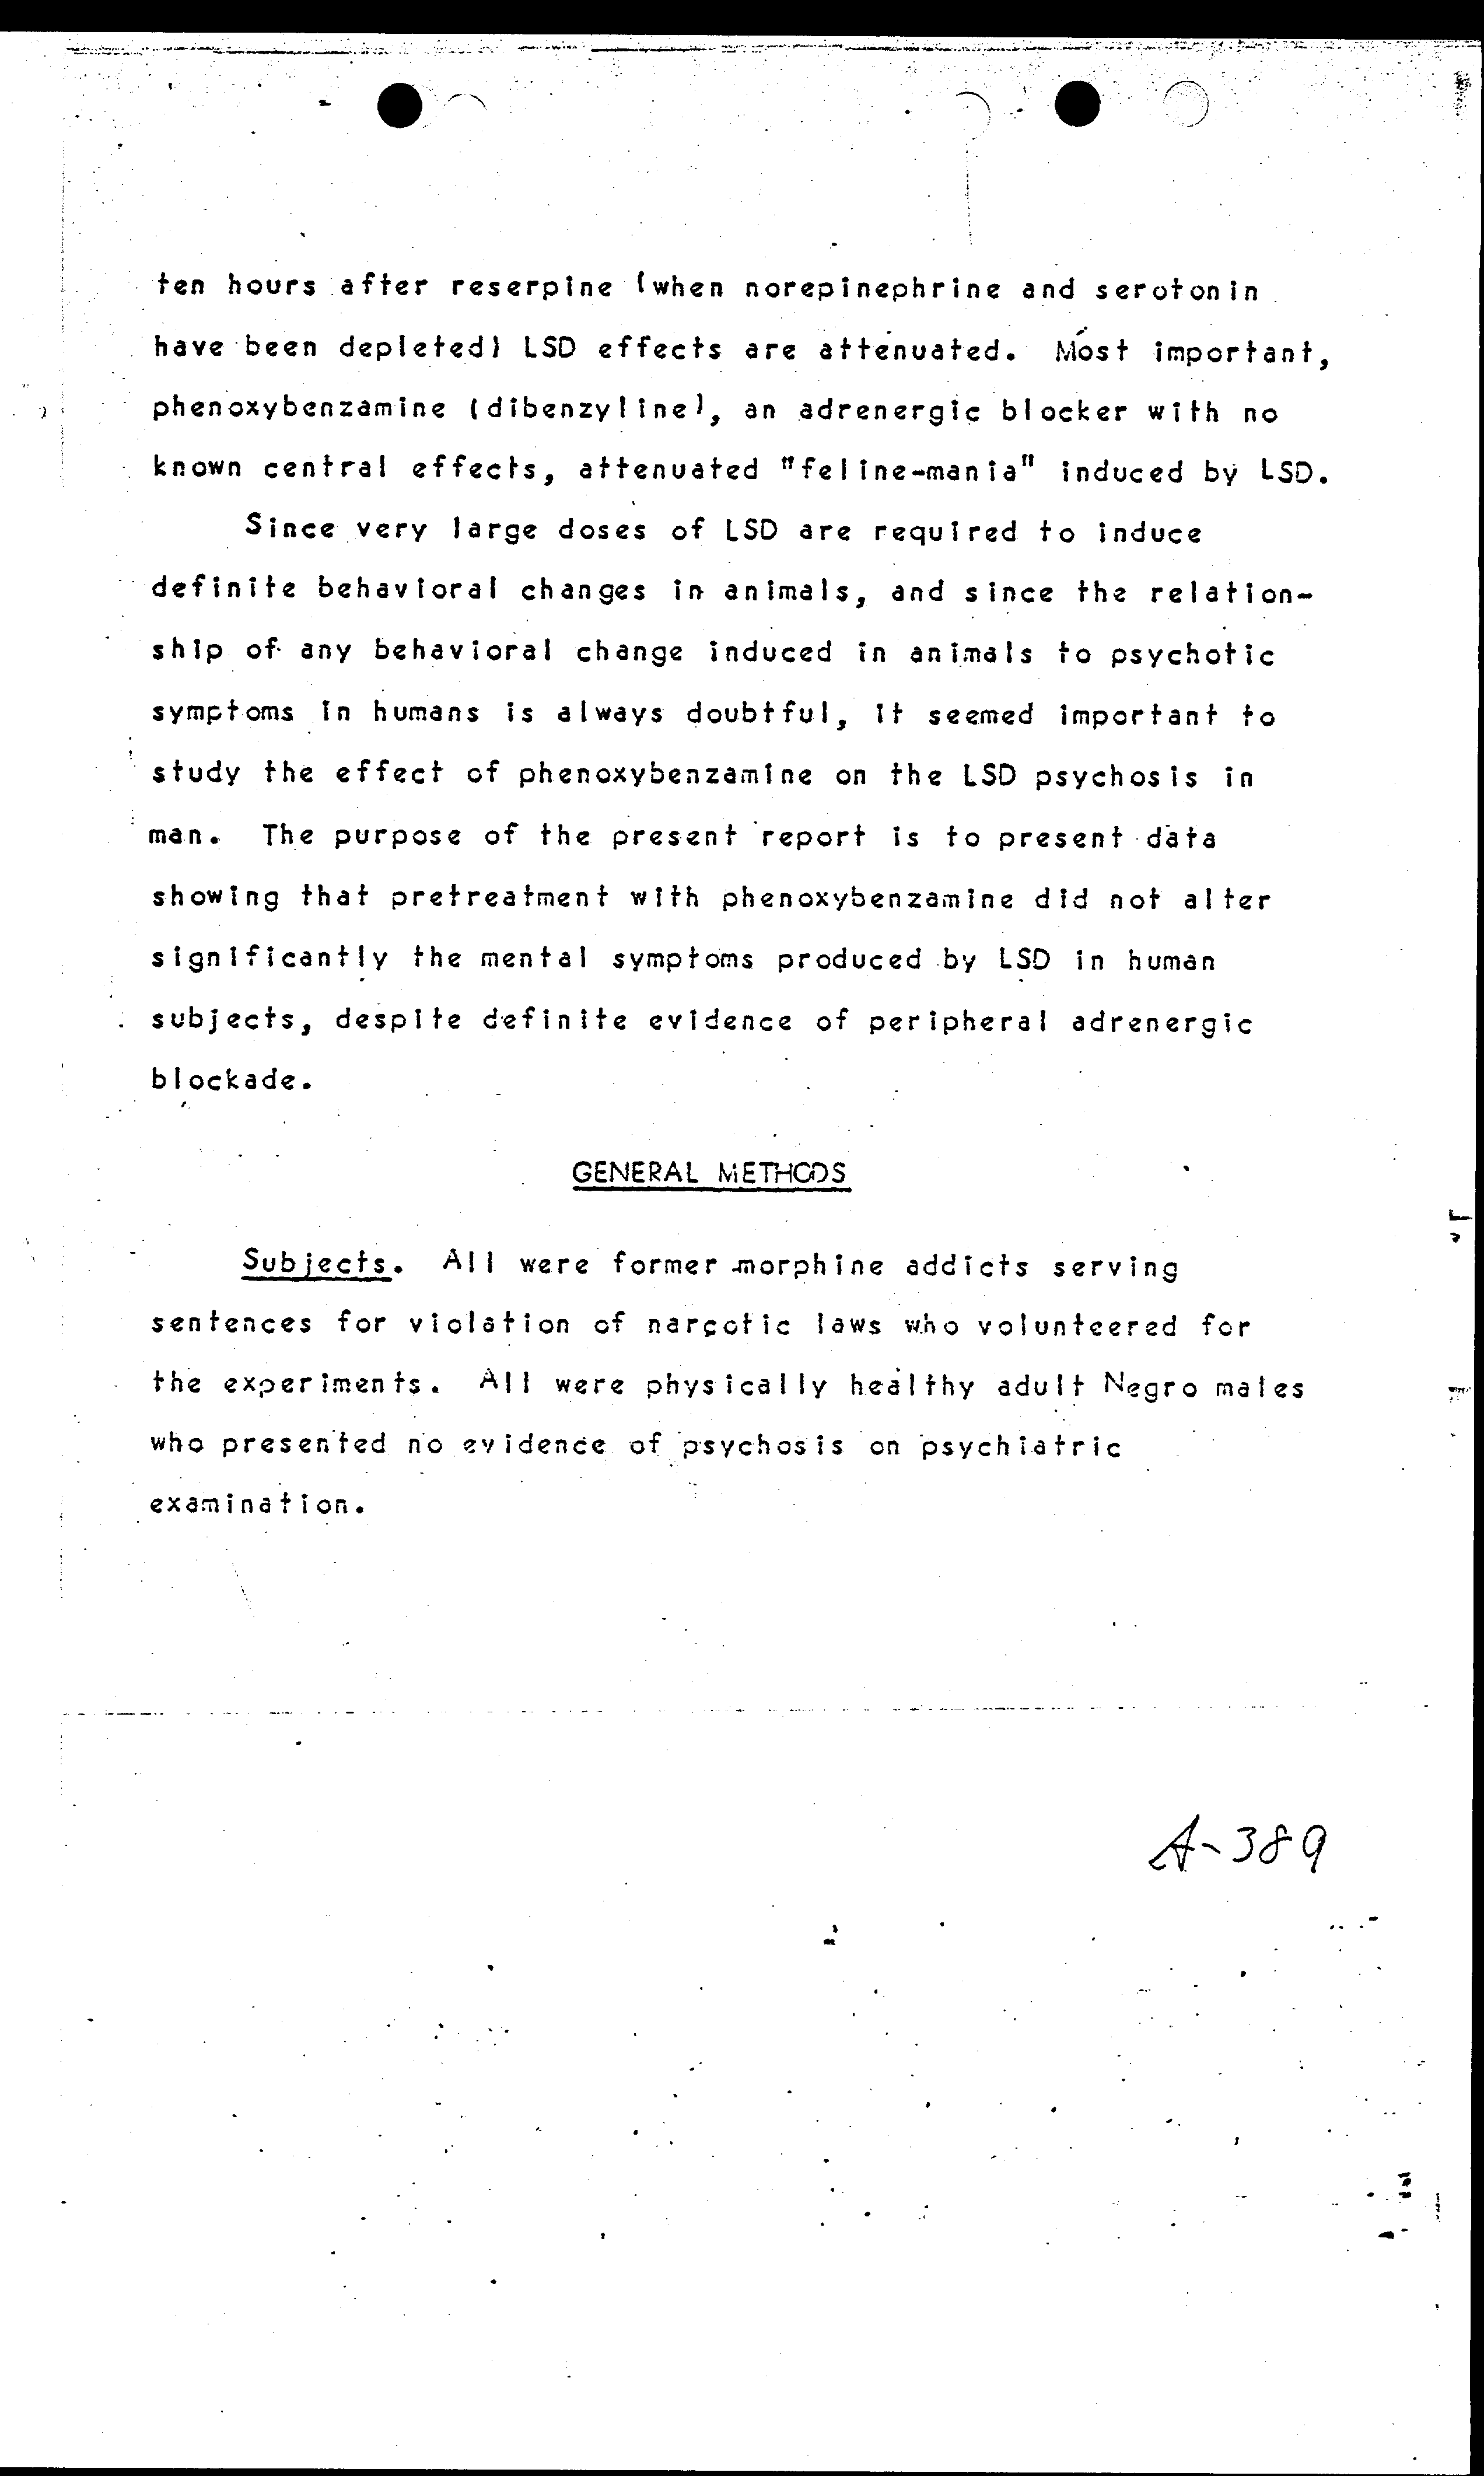 ten hours after reserpine (when norepinephrine and serotonin
have been depleted) LSD effects are attenuated. Most important,
phenoxybenzamine (dibenzyline), an adrenergic blocker with no
known central effects, attenuated "feline-mania" induced by LSD.
Since very large doses of LSD are required to induce
definite behavioral changes in animals, and since the relation-
ship of any behavioral change induced in animals to psychotic
symptoms in humans is always doubtful, it seemed important to
study the effect of phenoxybenzamine on the LSD psychosis in
man. The purpose of the present report is to present data
showing that pretreatment with phenoxybenzamine did not alter
significantly the mental symptoms produced by LSD in human
subjects, despite definite evidence of peripheral adrenergic
blockade.
GENERAL METHODS
Subjects. All were former morphine addicts serving
sentences for violation of narcotic laws who volunteered for
the experiments. All were physically healthy adult Negro males
who presented no evidence of psychosis on psychiatric
examination.
A-389